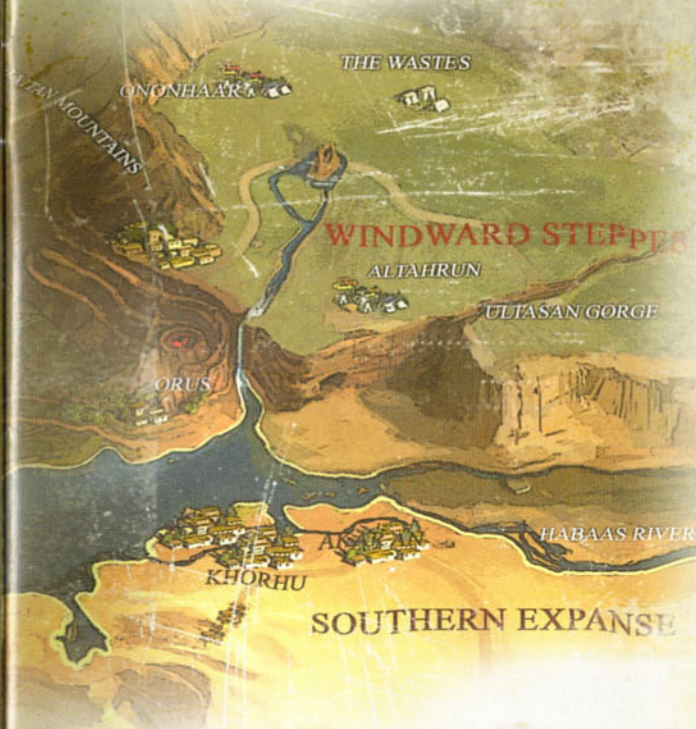 THE WASTES
ONONHAAR
MOUNTAINS
WINDWARD STEPPES
ALTAHRUN
ULTASAN GORGE
ORUS
HABAAS RIVER
KHORHU
SOUTHERN EXPANSE